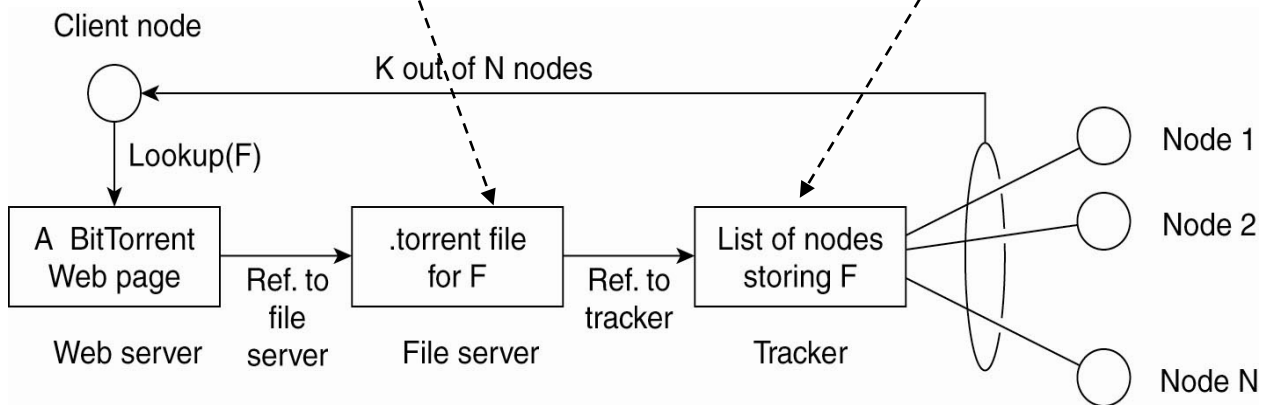 Client node
K out of N nodes
Lookup(F)
Node 1
Node 2
Node N
A BitTorrent
Web page
Ref. to
file
server
.torrent file
for F
Ref. to
tracker
List of nodes
storing F
Web server
File server
Tracker